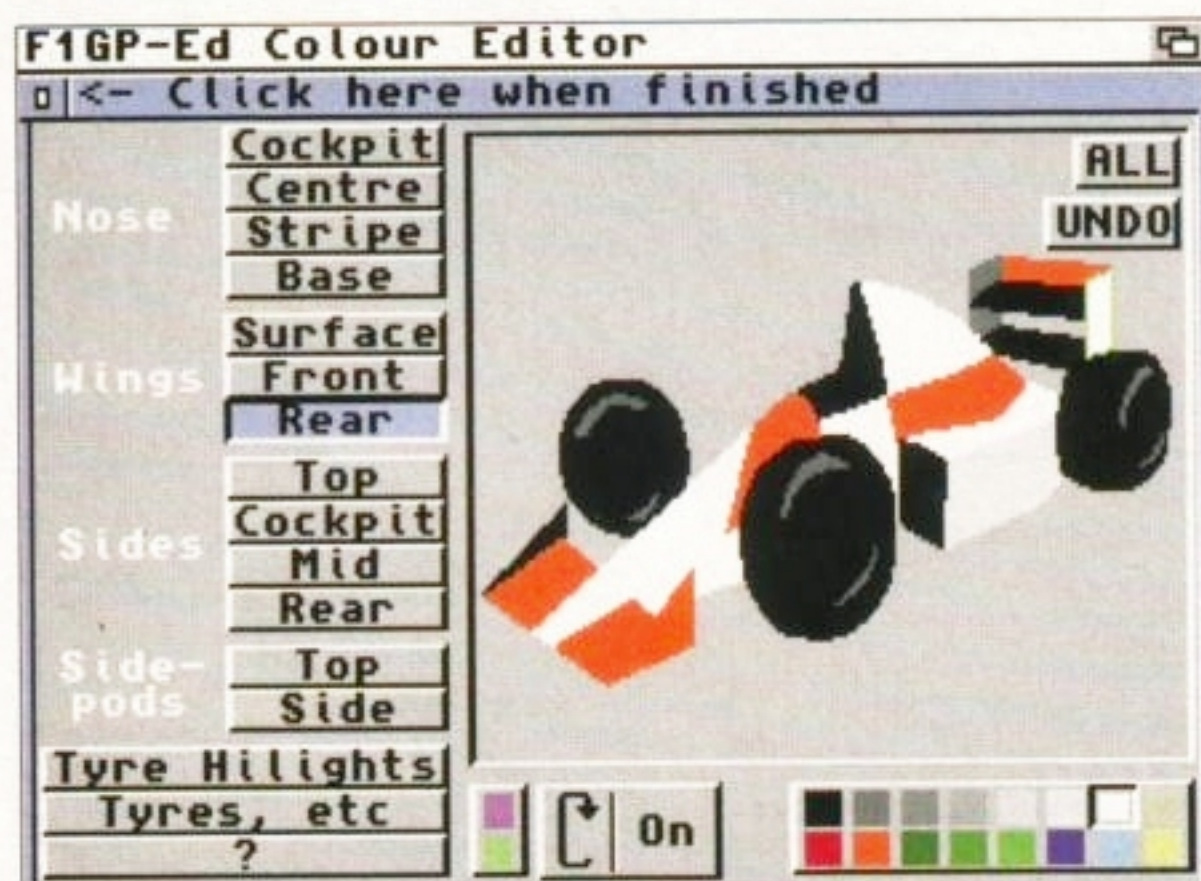 F1GP-Ed Colour Editor
<- Click here when finished
Nose
Cockpit
Centre
Stripe
Base
Wings
Surface
Front
Rear
Sides
Top
Cockpit
Mid
Rear
Side-
pods
Top
Side
Tyre Hilights
Tyres, etc
?
ALL
UNDO
On